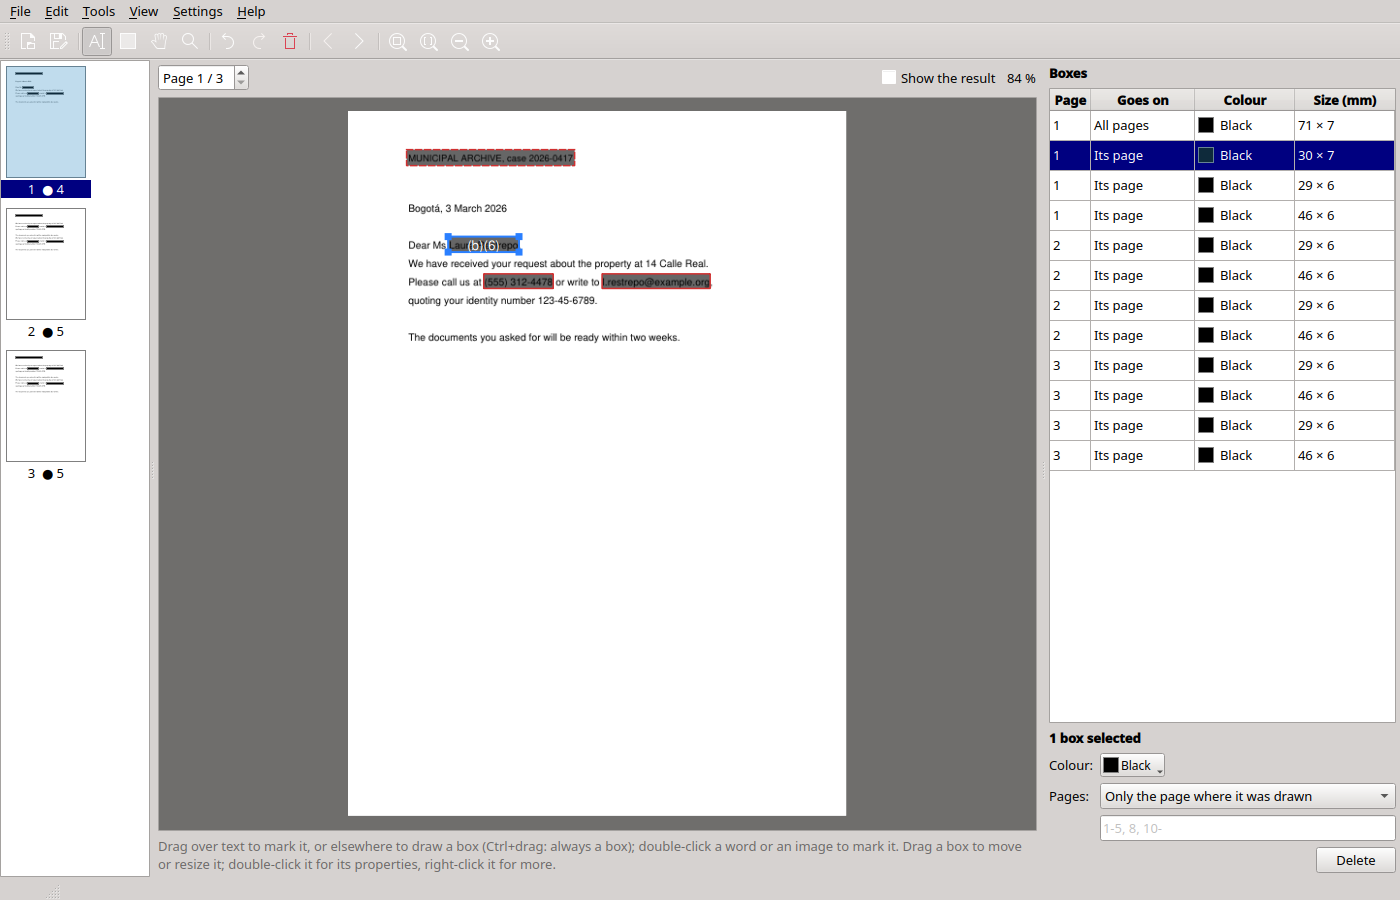 File Edit Tools View Settings Help
Page 1 / 3
Show the result 84 %
1 4
2 5
3 5
MUNICIPAL ARCHIVE, case 2026-0417
Bogotá, 3 March 2026
Dear Ms (b)(6)
We have received your request about the property at 14 Calle Real.
Please call us at (555) 312-4478 or write to l.restrepo@example.org,
quoting your identity number 123-45-6789.
The documents you asked for will be ready within two weeks.
Drag over text to mark it, or elsewhere to draw a box (Ctrl+drag: always a box); double-click a word or an image to mark it. Drag a box to move
or resize it; double-click it for its properties, right-click it for more.
Boxes
Page Goes on Colour Size (mm)
1 All pages Black 71 × 7
1 Its page Black 30 × 7
1 Its page Black 29 × 6
1 Its page Black 46 × 6
2 Its page Black 29 × 6
2 Its page Black 46 × 6
2 Its page Black 29 × 6
2 Its page Black 46 × 6
3 Its page Black 29 × 6
3 Its page Black 46 × 6
3 Its page Black 29 × 6
3 Its page Black 46 × 6
1 box selected
Colour: Black
Pages: Only the page where it was drawn
1-5, 8, 10-
Delete